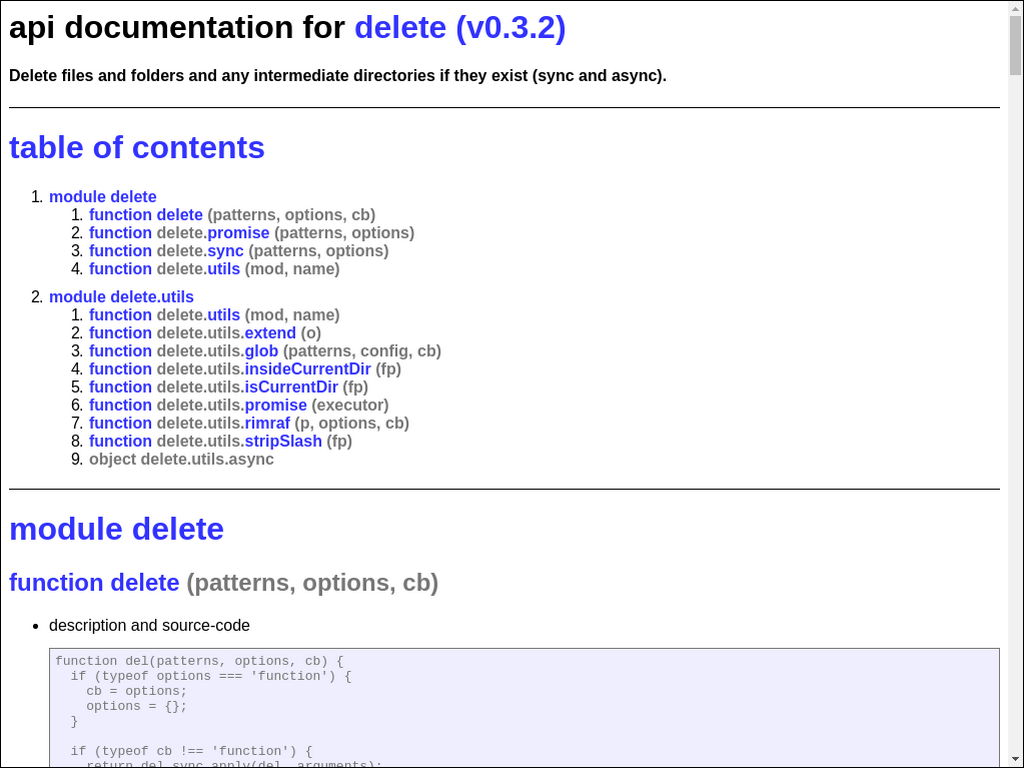 api documentation for delete (v0.3.2)
Delete files and folders and any intermediate directories if they exist (sync and async).
table of contents
1. module delete
1. function delete (patterns, options, cb)
2. function delete.promise (patterns, options)
3. function delete.sync (patterns, options)
4. function delete.utils (mod, name)
2. module delete.utils
1. function delete.utils (mod, name)
2. function delete.utils.extend (o)
3. function delete.utils.glob (patterns, config, cb)
4. function delete.utils.insideCurrentDir (fp)
5. function delete.utils.isCurrentDir (fp)
6. function delete.utils.promise (executor)
7. function delete.utils.rimraf (p, options, cb)
8. function delete.utils.stripSlash (fp)
9. object delete.utils.async
module delete
function delete (patterns, options, cb)
• description and source-code
function del(patterns, options, cb) {
  if (typeof options === 'function') {
    cb = options;
    options = {};
  }
  if (typeof cb !== 'function') {
    return del.sync.apply(del, arguments);